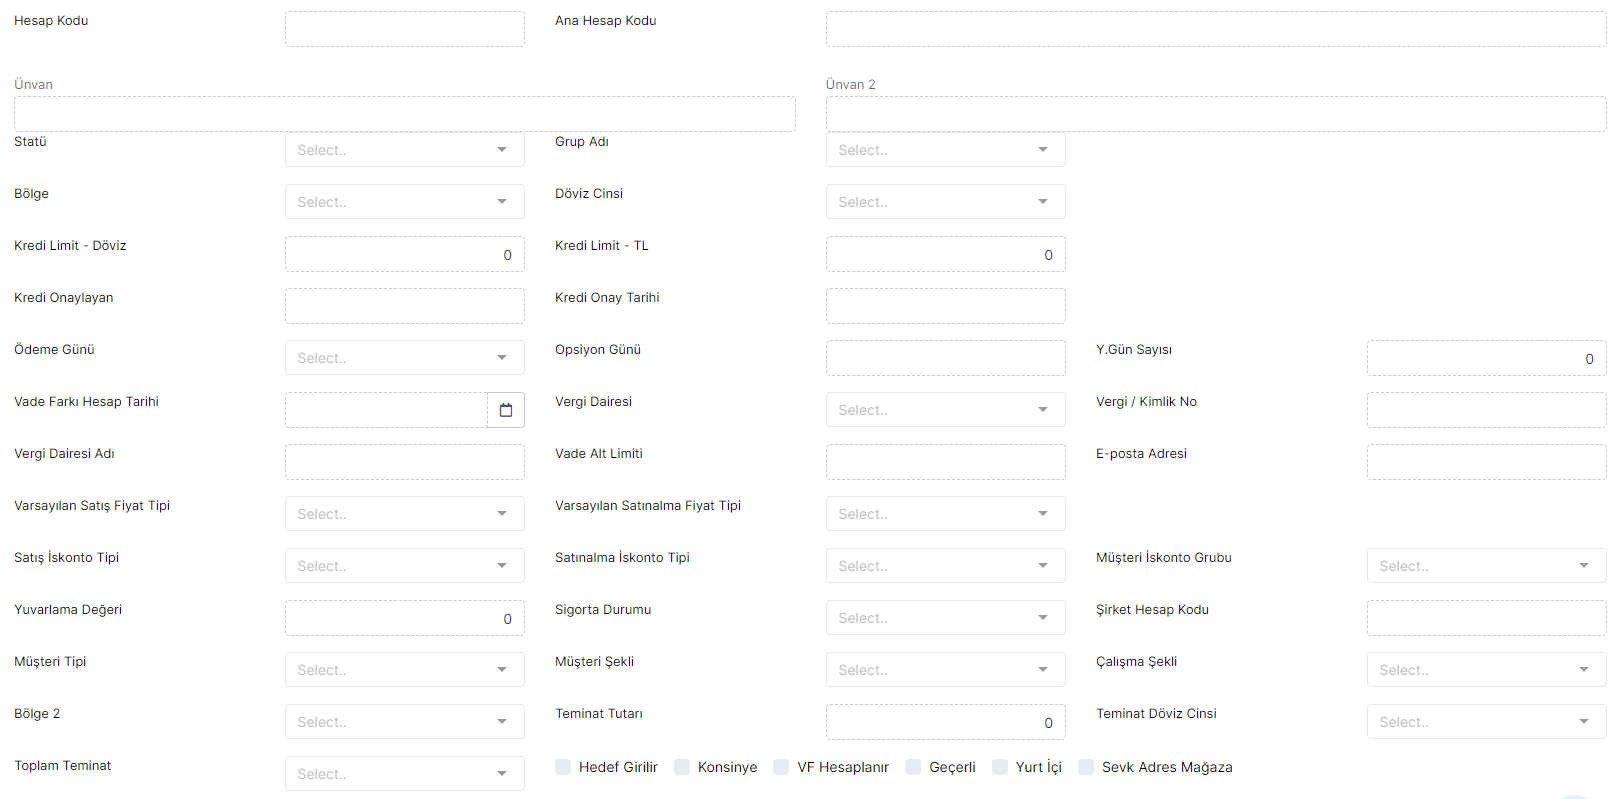 Hesap Kodu Ana Hesap Kodu
Ünvan Ünvan 2
Statü Select.. Grup Adı Select..
Bölge Select.. Döviz Cinsi Select..
Kredi Limit - Döviz 0 Kredi Limit - TL 0
Kredi Onaylayan Kredi Onay Tarihi
Ödeme Günü Select.. Opsiyon Günü Y.Gün Sayısı 0
Vade Farkı Hesap Tarihi Vergi Dairesi Select.. Vergi / Kimlik No
Vergi Dairesi Adı Vade Alt Limiti E-posta Adresi
Varsayılan Satış Fiyat Tipi Select.. Varsayılan Satınalma Fiyat Tipi Select..
Satış İskonto Tipi Select.. Satınalma İskonto Tipi Select.. Müşteri İskonto Grubu Select..
Yuvarlama Değeri 0 Sigorta Durumu Select.. Şirket Hesap Kodu
Müşteri Tipi Select.. Müşteri Şekli Select.. Çalışma Şekli Select..
Bölge 2 Select.. Teminat Tutarı 0 Teminat Döviz Cinsi Select..
Toplam Teminat Select.. Hedef Girilir Konsinye VF Hesaplanır Geçerli Yurt İçi Sevk Adres Mağaza